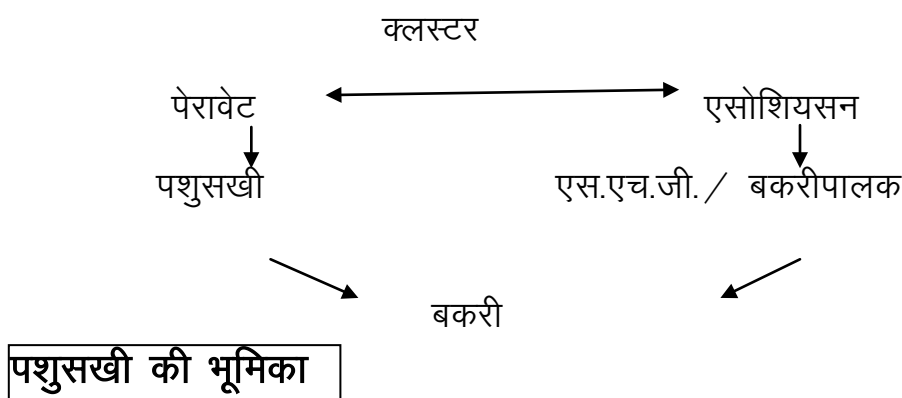 क्लस्टर
पेरावेट एसोशियसन
पशुसखी एस.एच.जी. / बकरीपालक
बकरी
पशुसखी की भूमिका